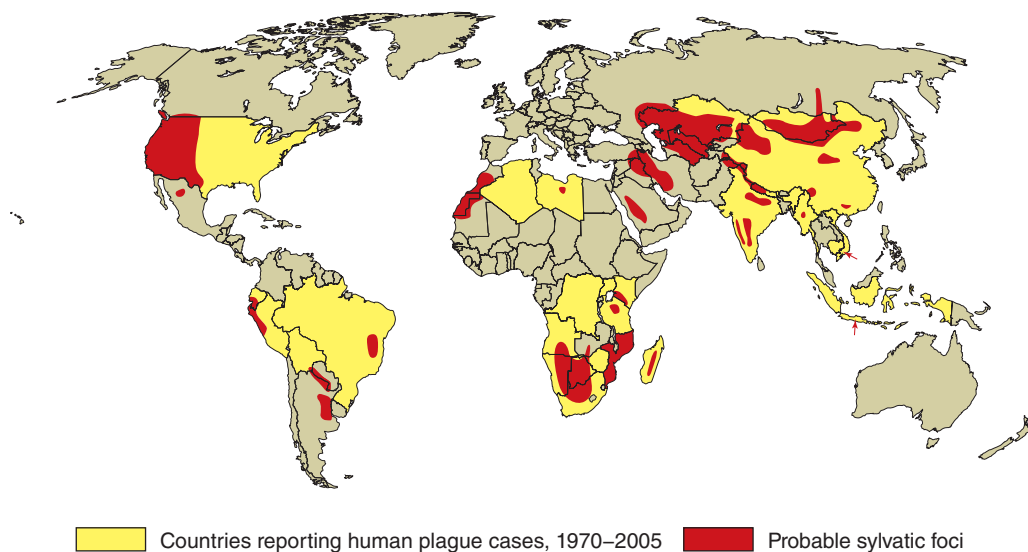 Countries reporting human plague cases, 1970–2005
Probable sylvatic foci